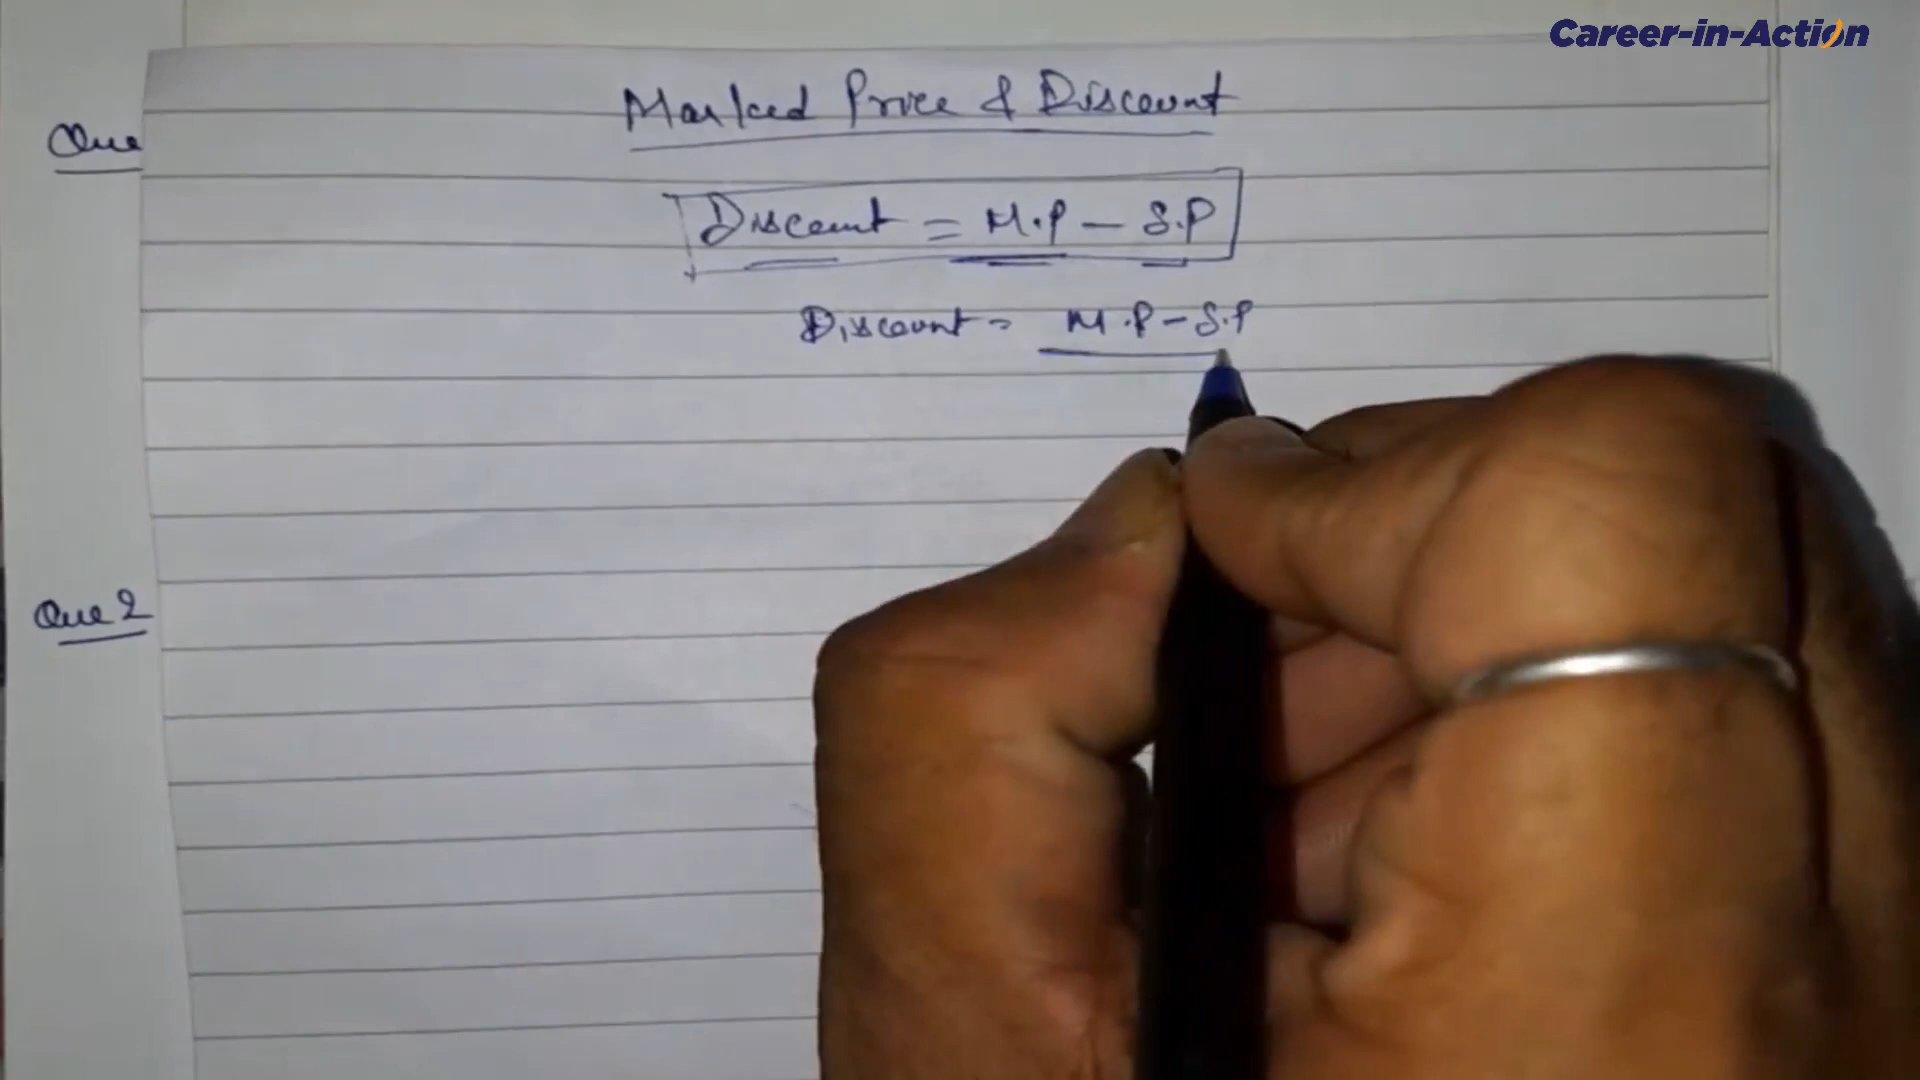 Career-in-Action
Marked Price & Discount
Que
Discount = M.P - S.P
Discount = M.P - S.P
Que 2